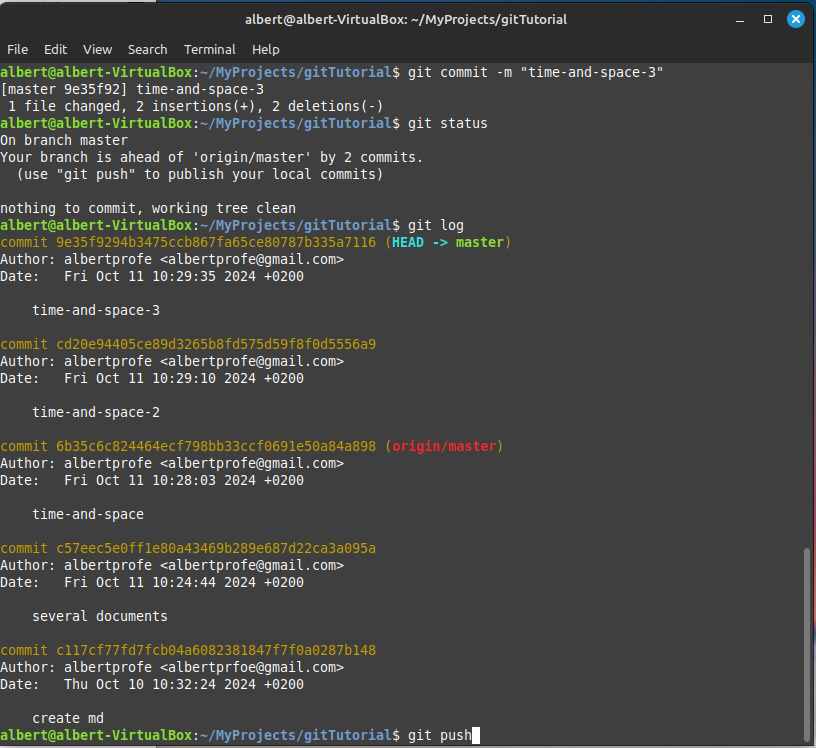 albert@albert-VirtualBox: ~/MyProjects/gitTutorial
File Edit View Search Terminal Help
albert@albert-VirtualBox:~/MyProjects/gitTutorial$ git commit -m "time-and-space-3"
[master 9e35f92] time-and-space-3
 1 file changed, 2 insertions(+), 2 deletions(-)
albert@albert-VirtualBox:~/MyProjects/gitTutorial$ git status
On branch master
Your branch is ahead of 'origin/master' by 2 commits.
  (use "git push" to publish your local commits)
nothing to commit, working tree clean
albert@albert-VirtualBox:~/MyProjects/gitTutorial$ git log
commit 9e35f9294b3475ccb867fa65ce80787b335a7116 (HEAD -> master)
Author: albertprofe <albertprofe@gmail.com>
Date:   Fri Oct 11 10:29:35 2024 +0200
    time-and-space-3
commit cd20e94405ce89d3265b8fd575d59f8f0d5556a9
Author: albertprofe <albertprofe@gmail.com>
Date:   Fri Oct 11 10:29:10 2024 +0200
    time-and-space-2
commit 6b35c6c824464ecf798bb33ccf0691e50a84a898 (origin/master)
Author: albertprofe <albertprofe@gmail.com>
Date:   Fri Oct 11 10:28:03 2024 +0200
    time-and-space
commit c57eec5e0ff1e80a43469b289e687d22ca3a095a
Author: albertprofe <albertprofe@gmail.com>
Date:   Fri Oct 11 10:24:44 2024 +0200
    several documents
commit c117cf77fd7fcb04a6082381847f7f0a0287b148
Author: albertprofe <albertprfoe@gmail.com>
Date:   Thu Oct 10 10:32:24 2024 +0200
    create md
albert@albert-VirtualBox:~/MyProjects/gitTutorial$ git push